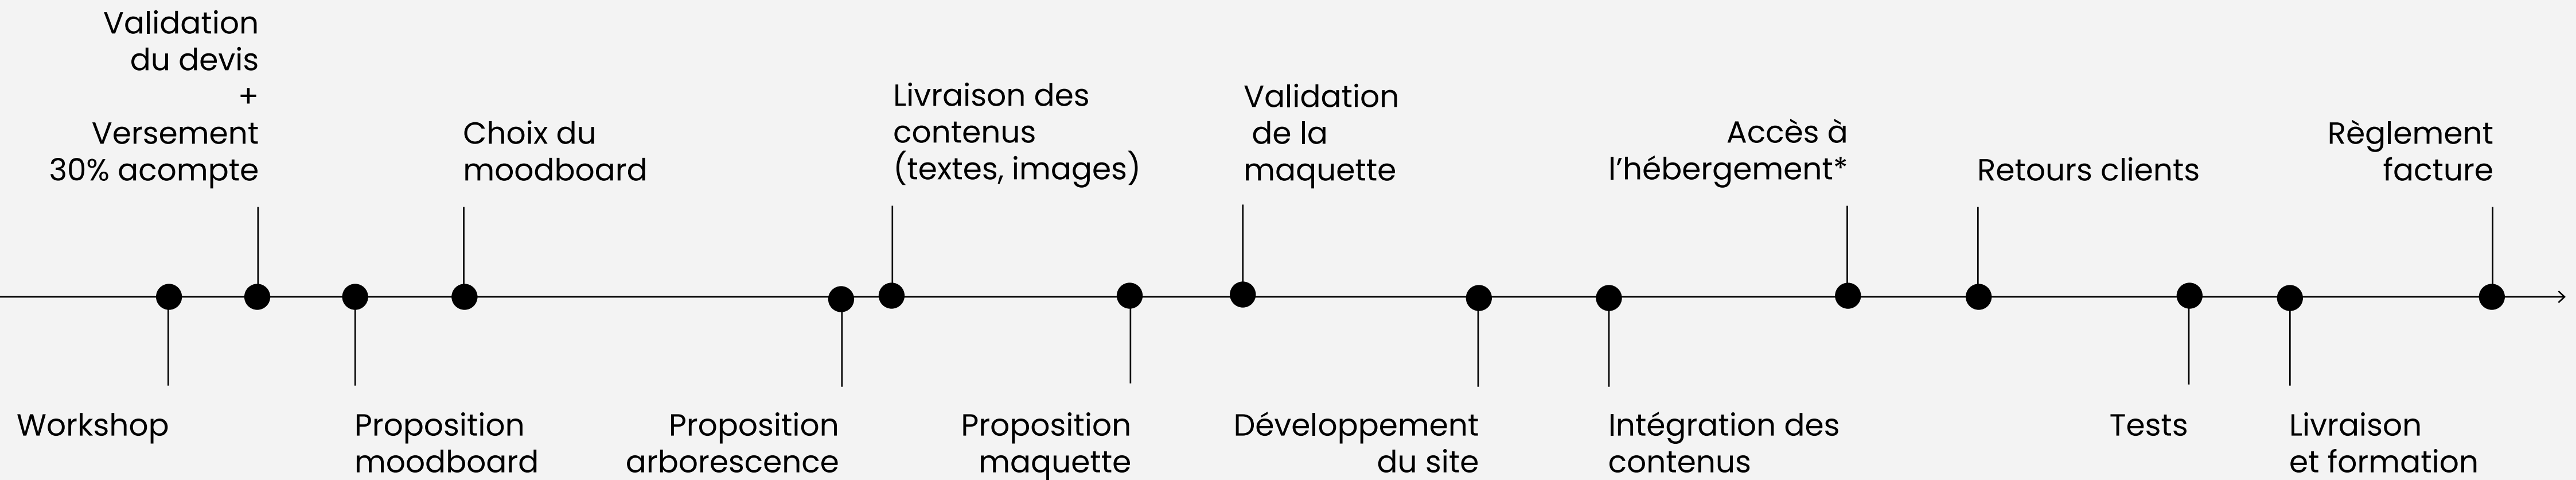 Validation
du devis
+
Versement
30% acompte
Choix du
moodboard
Livraison des
contenus
(textes, images)
Validation
de la
maquette
Accès à
l’hébergement*
Retours clients
Règlement
facture
Workshop
Proposition
moodboard
Proposition
arborescence
Proposition
maquette
Développement
du site
Intégration des
contenus
Tests
Livraison
et formation